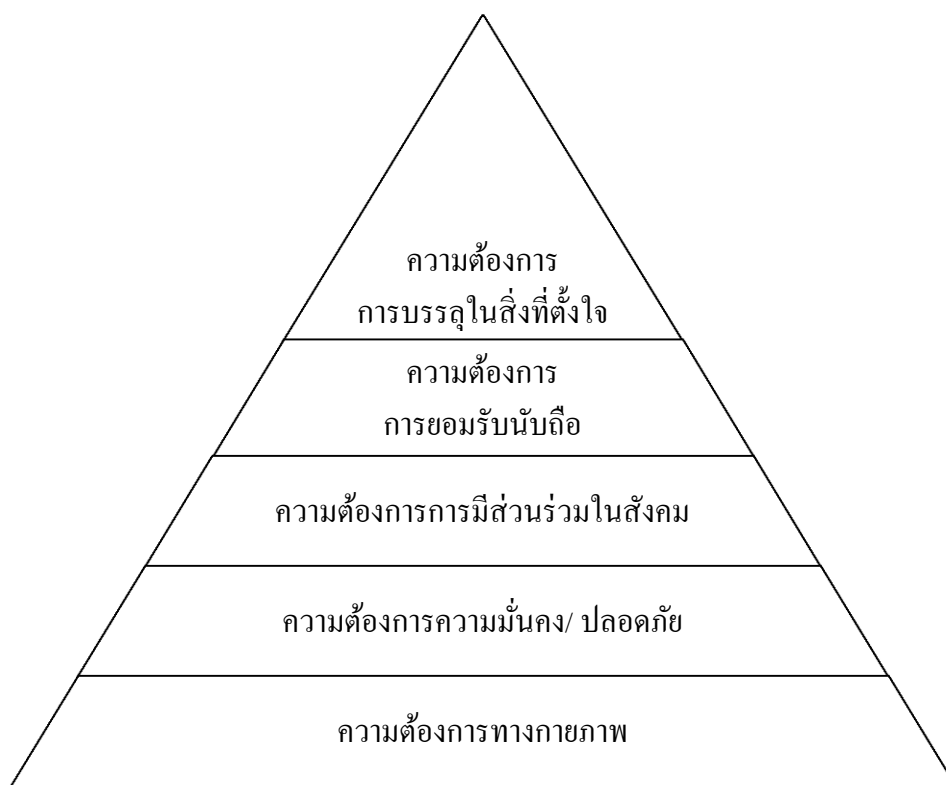 ความต้องการ
การบรรลุในสิ่งที่ตั้งใจ
ความต้องการ
การยอมรับนับถือ
ความต้องการการมีส่วนร่วมในสังคม
ความต้องการความมั่นคง/ ปลอดภัย
ความต้องการทางกายภาพ